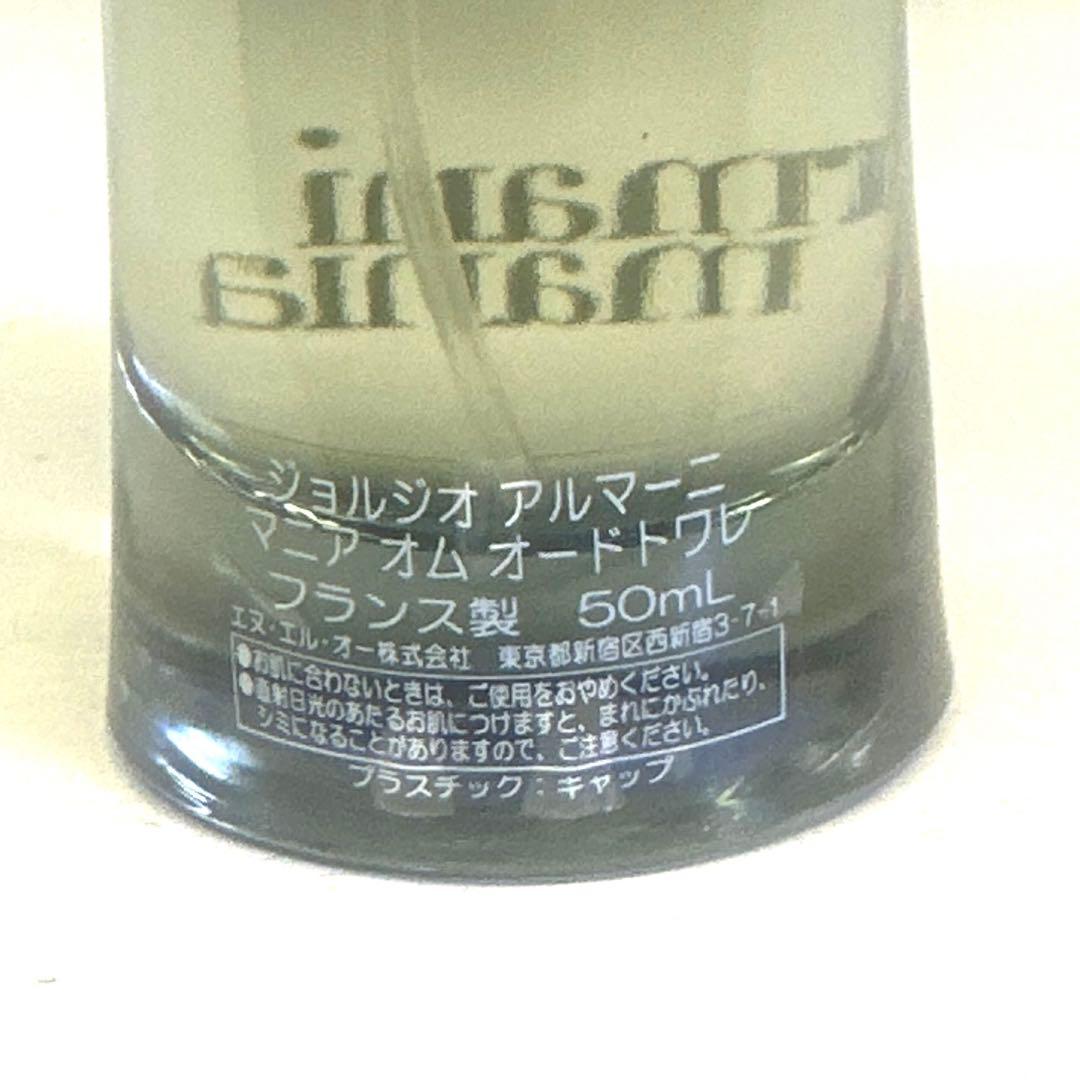 rmani
mania
ジョルジオ アルマーニ
マニア オム オードトワレ
フランス製 50mL
エヌ・エル・オー株式会社 東京都新宿区西新宿3-7-1
●お肌に合わないときは、ご使用をおやめください。
●直射日光のあたるお肌につけますと、まれにかぶれたり、
シミになることがありますので、ご注意ください。
プラスチック:キャップ